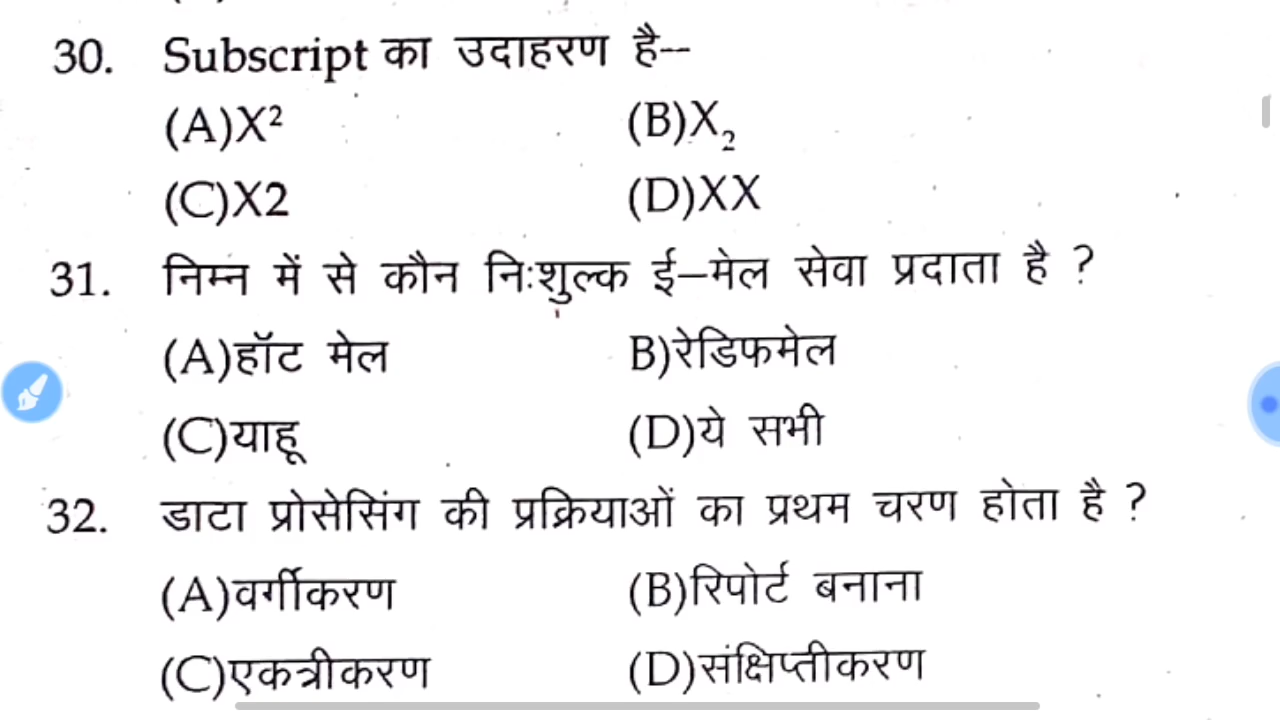 30. Subscript का उदाहरण है--
(A)X² (B)X₂
(C)X2 (D)XX
31. निम्न में से कौन निःशुल्क ई–मेल सेवा प्रदाता है ?
(A)हॉट मेल B)रेडिफमेल
(C)याहू (D)ये सभी
32. डाटा प्रोसेसिंग की प्रक्रियाओं का प्रथम चरण होता है ?
(A)वर्गीकरण (B)रिपोर्ट बनाना
(C)एकत्रीकरण (D)संक्षिप्तीकरण